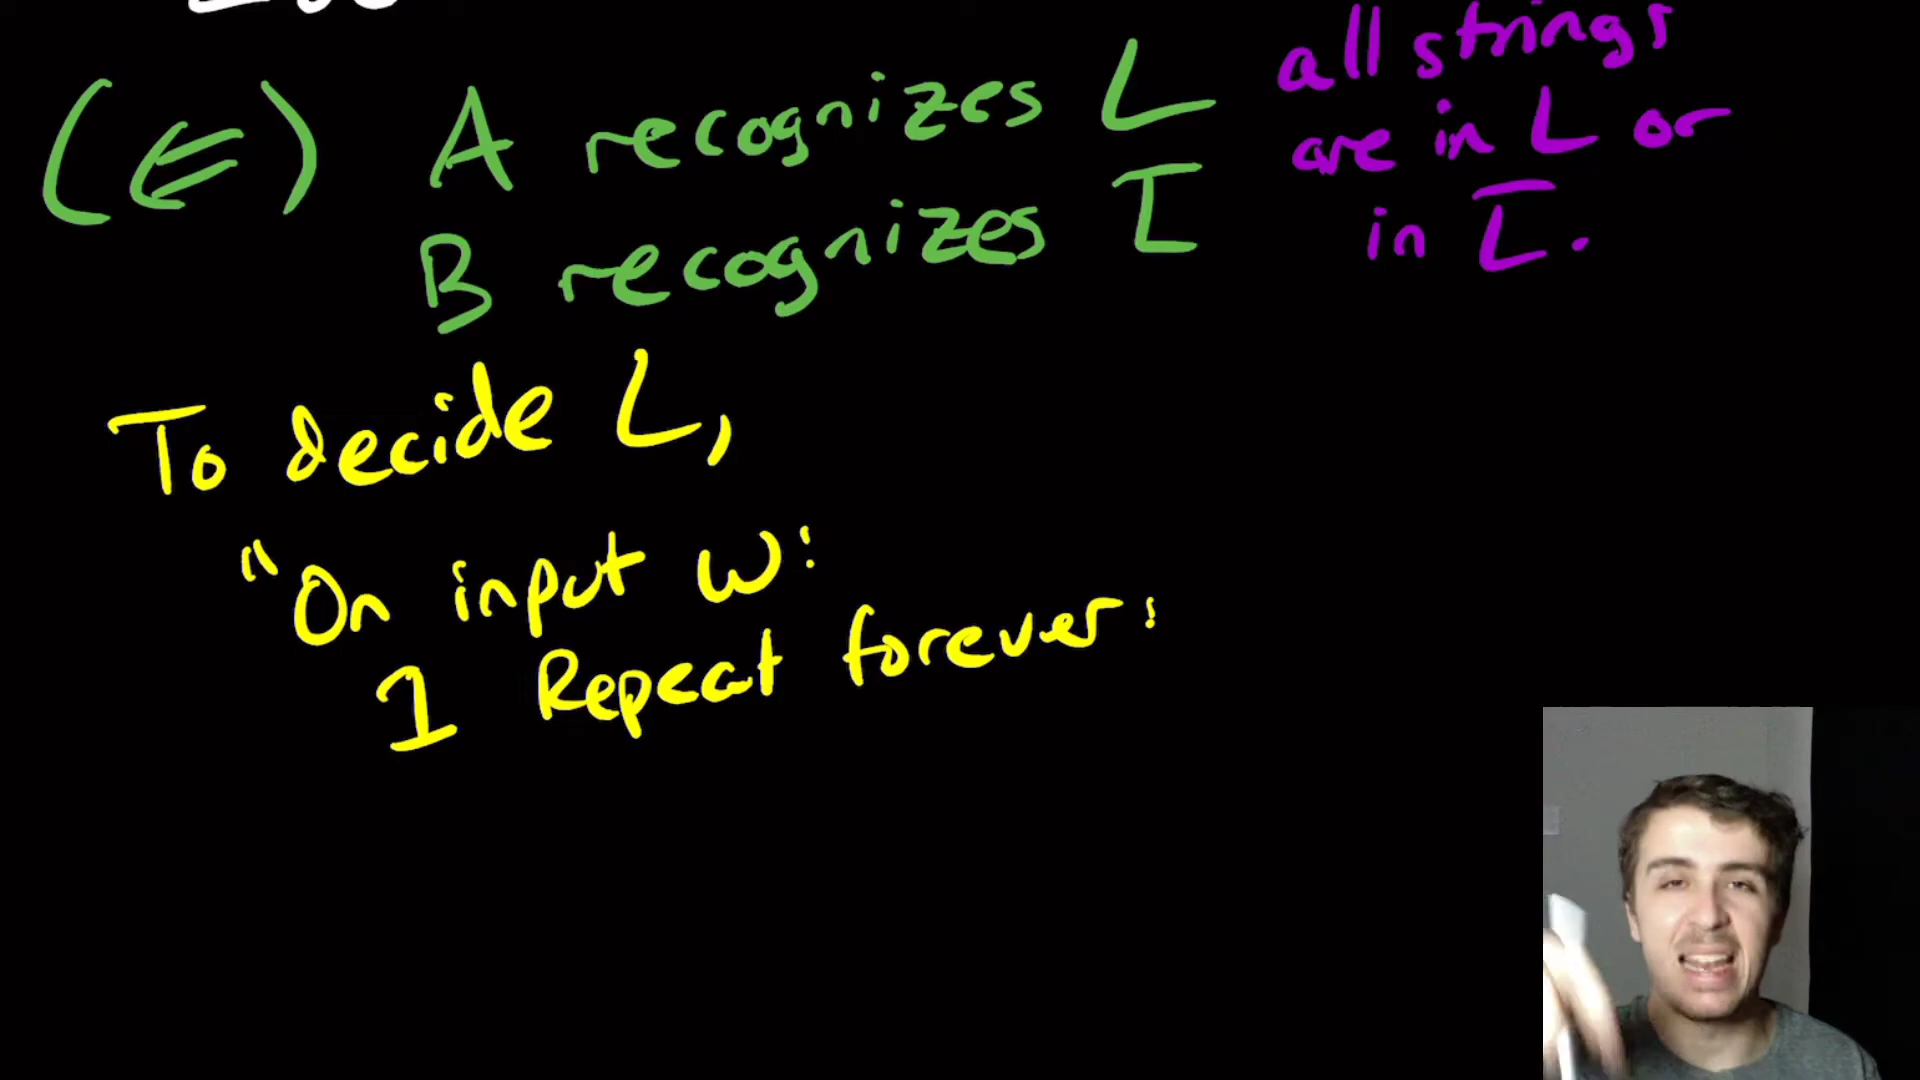 (⇐) A recognizes L
B recognizes L̅
all strings
are in L or
in L̅.
To decide L,
"On input w:
1 Repeat forever: